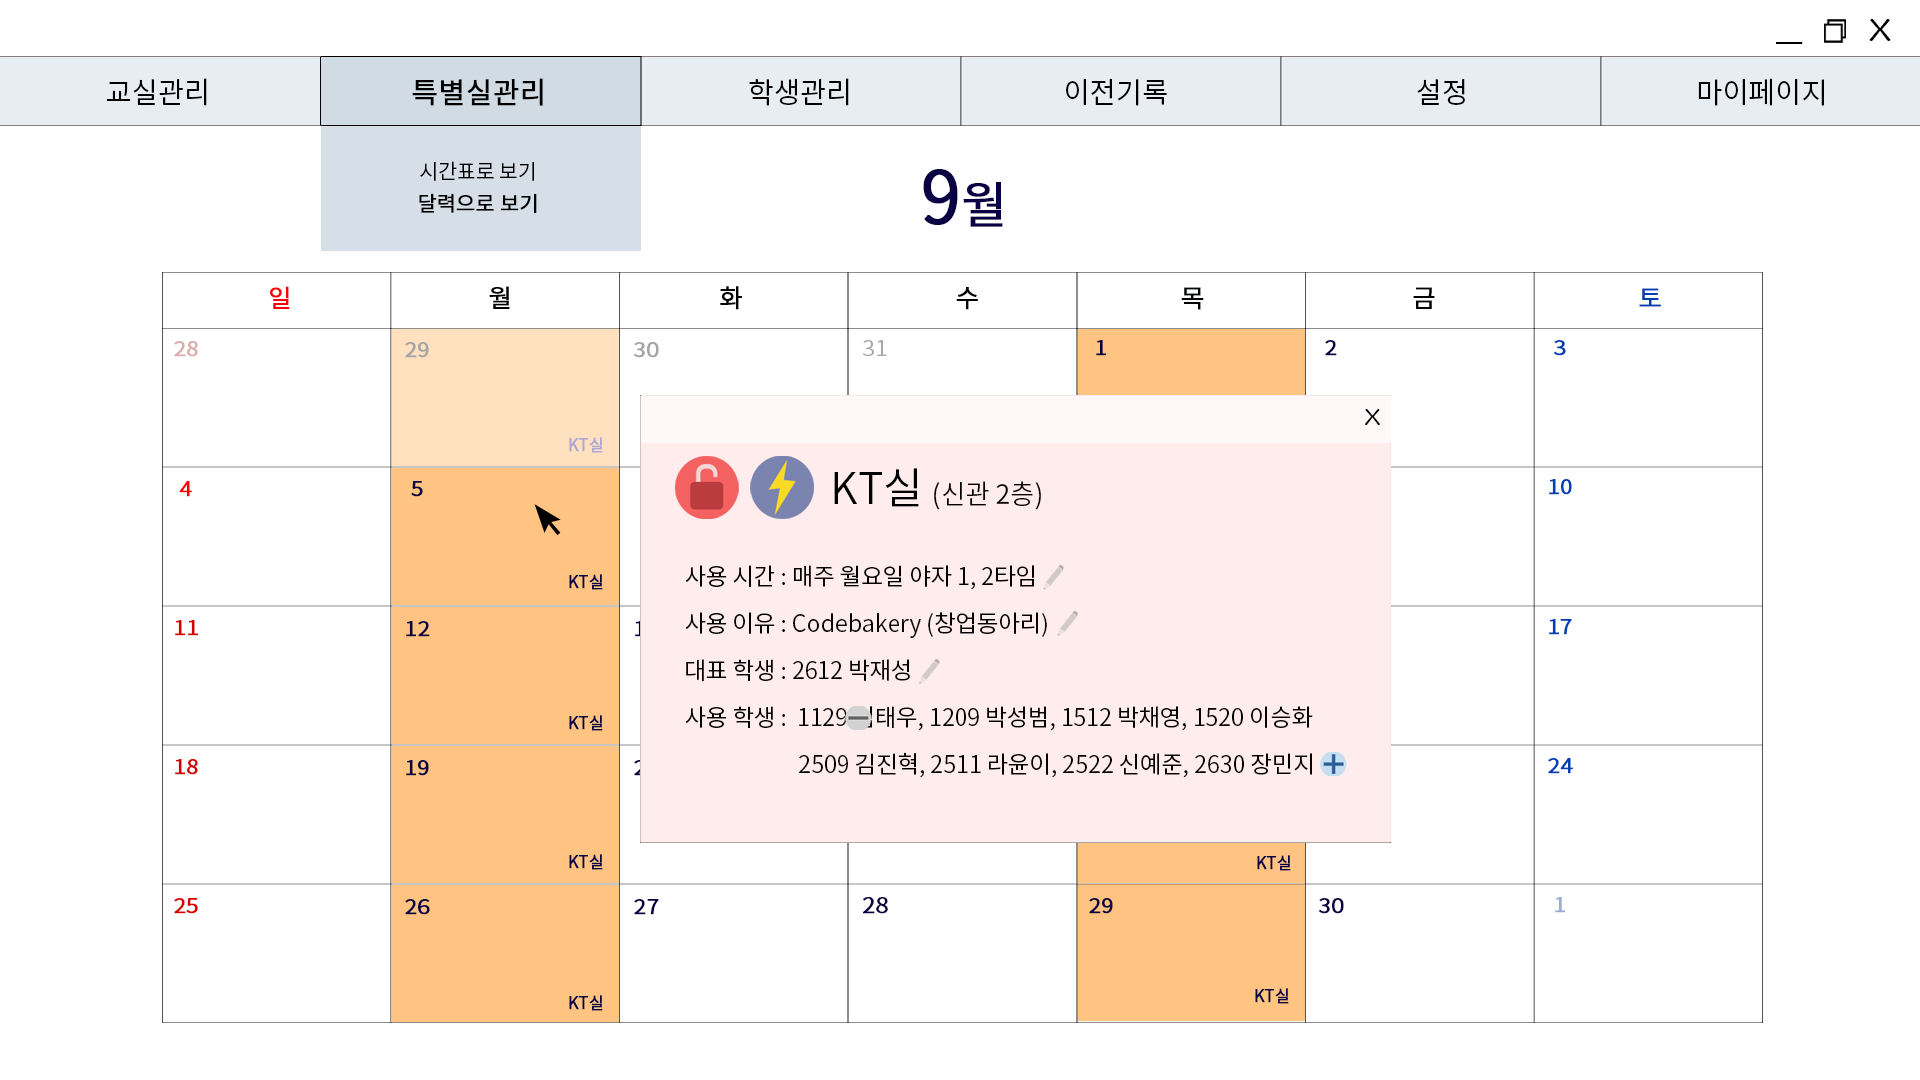 X
교실관리 특별실관리 학생관리 이전기록 설정 마이페이지
시간표로 보기
달력으로 보기
9월
일 월 화 수 목 금 토
28 29 30 31 1 2 3
KT실
X
KT실 (신관 2층)
4 5 10
KT실
사용 시간 : 매주 월요일 야자 1, 2타임
사용 이유 : Codebakery (창업동아리)
11 12 17
대표 학생 : 2612 박재성
사용 학생 : 1129 태우, 1209 박성범, 1512 박채영, 1520 이승화
KT실
2509 김진혁, 2511 라윤이, 2522 신예준, 2630 장민지
18 19 24
KT실 KT실
25 26 27 28 29 30 1
KT실 KT실